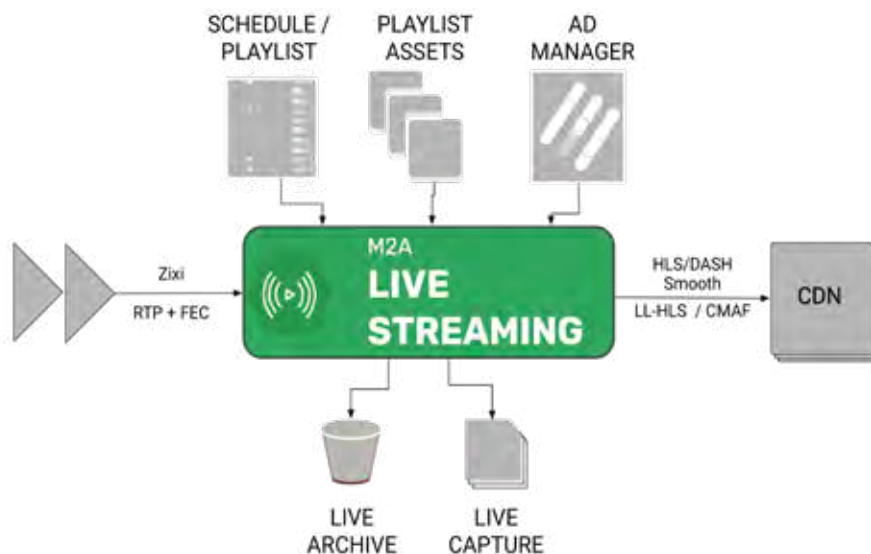 SCHEDULE /
PLAYLIST
PLAYLIST
ASSETS
AD
MANAGER
Zixi
RTP + FEC
M2A
LIVE
STREAMING
HLS/DASH
Smooth
LL-HLS / CMAF
CDN
LIVE
ARCHIVE
LIVE
CAPTURE